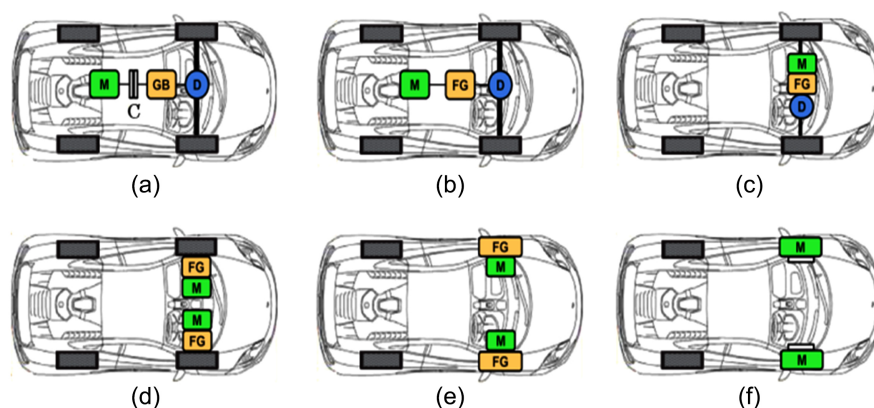 M GB D M FG D M
C FG
D
(a) (b) (c)
FG FG
M M M
M M
FG FG M
(d) (e) (f)